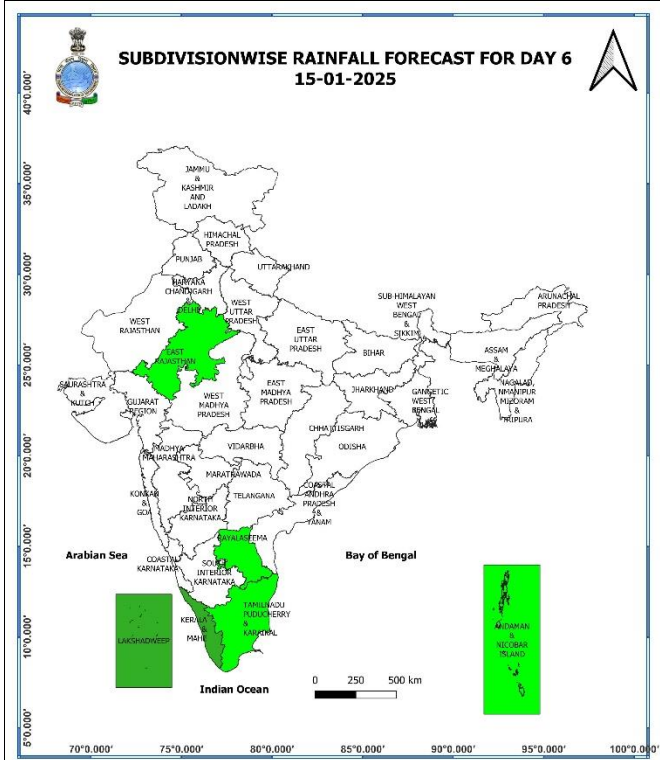 SUBDIVISIONWISE RAINFALL FORECAST FOR DAY 6
15-01-2025
40°0.000'
35°0.000'
30°0.000'
25°0.000'
20°0.000'
15°0.000'
10°0.000'
5°0.000'
JAMMU
&
KASHMIR
AND
LADAKH
HIMACHAL
PRADESH
PUNJAB
UTTARAKHAND
HARYANA
CHANDIGARH
&
DELHI
WEST
UTTAR
PRADESH
WEST
RAJASTHAN
EAST
RAJASTHAN
EAST
UTTAR
PRADESH
SUB HIMALAYAN
WEST
BENGAL
&
SIKKIM
ARUNACHAL
PRADESH
BIHAR
ASSAM
&
MEGHALAYA
NAGALAD,
NMANIPUR
MIZORAM
&
TRIPURA
SAURASHTRA
&
KUTCH
GUJARAT
REGION
WEST
MADHYA
PRADESH
EAST
MADHYA
PRADESH
JHARKHAND
GANGETIC
WEST
BENGAL
CHHATTISGARH
ODISHA
MADHYA
MAHARASHTRA
VIDARBHA
MARATHWADA
KONKAN
&
GOA
NORTH
INTERIOR
KARNATAKA
TELANGANA
COASTAL
ANDHRA
PRADESH
&
YANAM
RAYALASEEMA
Arabian Sea
Bay of Bengal
COASTAL
KARNATAKA
SOUTH
INTERIOR
KARNATAKA
LAKSHADWEEP
KERALA
&
MAHE
TAMILNADU
PUDUCHERRY
&
KARAIKAL
ANDAMAN
&
NICOBAR
ISLAND
Indian Ocean
0 250 500 km
70°0.000' 75°0.000' 80°0.000' 85°0.000' 90°0.000' 95°0.000' 100°0.000'